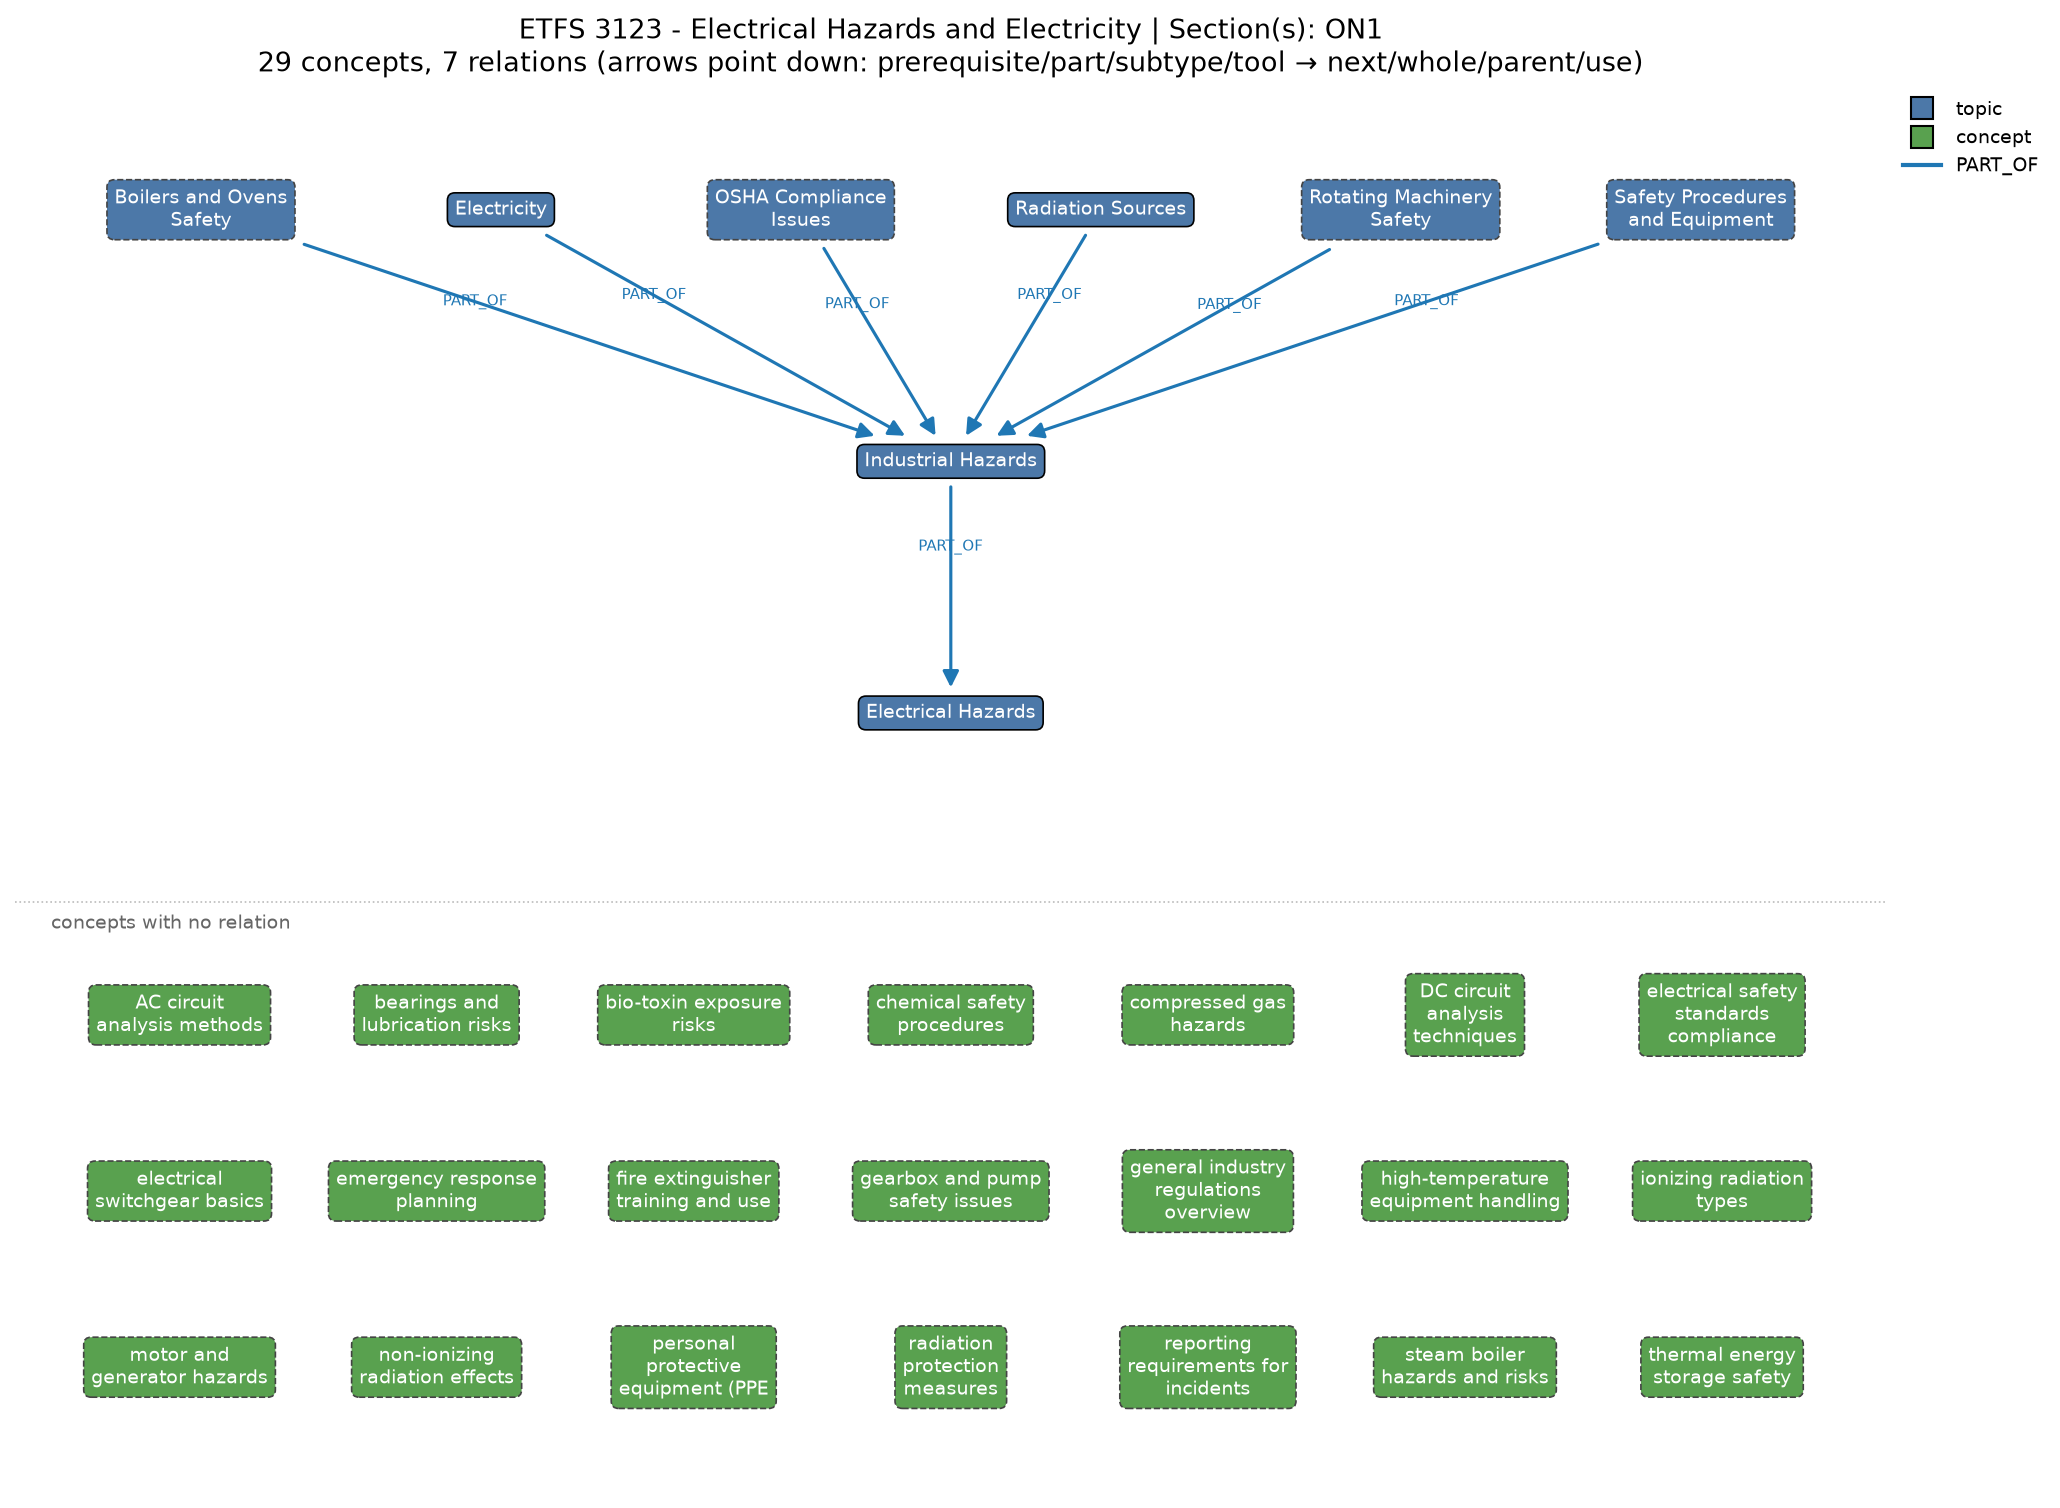 ETFS 3123 - Electrical Hazards and Electricity | Section(s): ON1
29 concepts, 7 relations (arrows point down: prerequisite/part/subtype/tool → next/whole/parent/use)
topic
concept
PART_OF
Boilers and Ovens
Safety
Electricity
OSHA Compliance
Issues
Radiation Sources
Rotating Machinery
Safety
Safety Procedures
and Equipment
PART_OF
PART_OF
PART_OF
PART_OF
PART_OF
PART_OF
Industrial Hazards
PART_OF
Electrical Hazards
concepts with no relation
AC circuit
analysis methods
bearings and
lubrication risks
bio-toxin exposure
risks
chemical safety
procedures
compressed gas
hazards
DC circuit
analysis
techniques
electrical safety
standards
compliance
electrical
switchgear basics
emergency response
planning
fire extinguisher
training and use
gearbox and pump
safety issues
general industry
regulations
overview
high-temperature
equipment handling
ionizing radiation
types
motor and
generator hazards
non-ionizing
radiation effects
personal
protective
equipment (PPE
radiation
protection
measures
reporting
requirements for
incidents
steam boiler
hazards and risks
thermal energy
storage safety